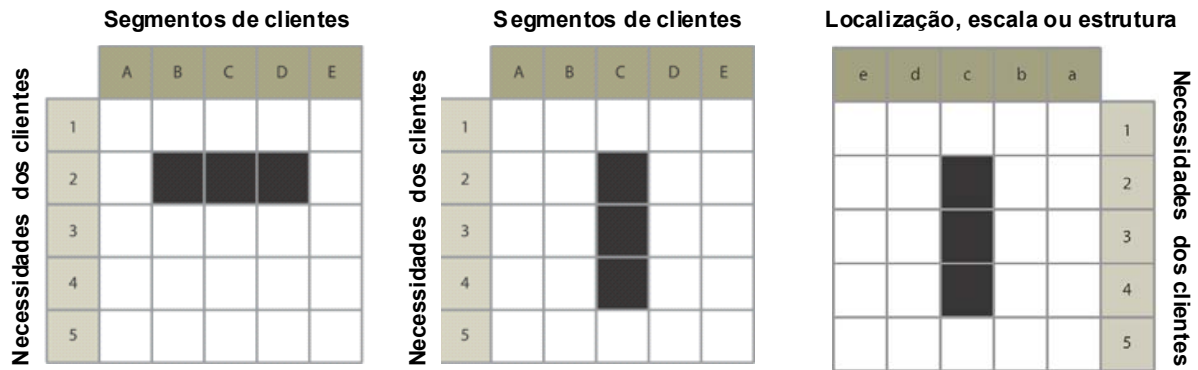 Segmentos de clientes
Necessidades dos clientes
A B C D E
1
2
3
4
5
Segmentos de clientes
Necessidades dos clientes
A B C D E
1
2
3
4
5
Localização, escala ou estrutura
e d c b a
1
2
3
4
5
Necesssidades dos clientes